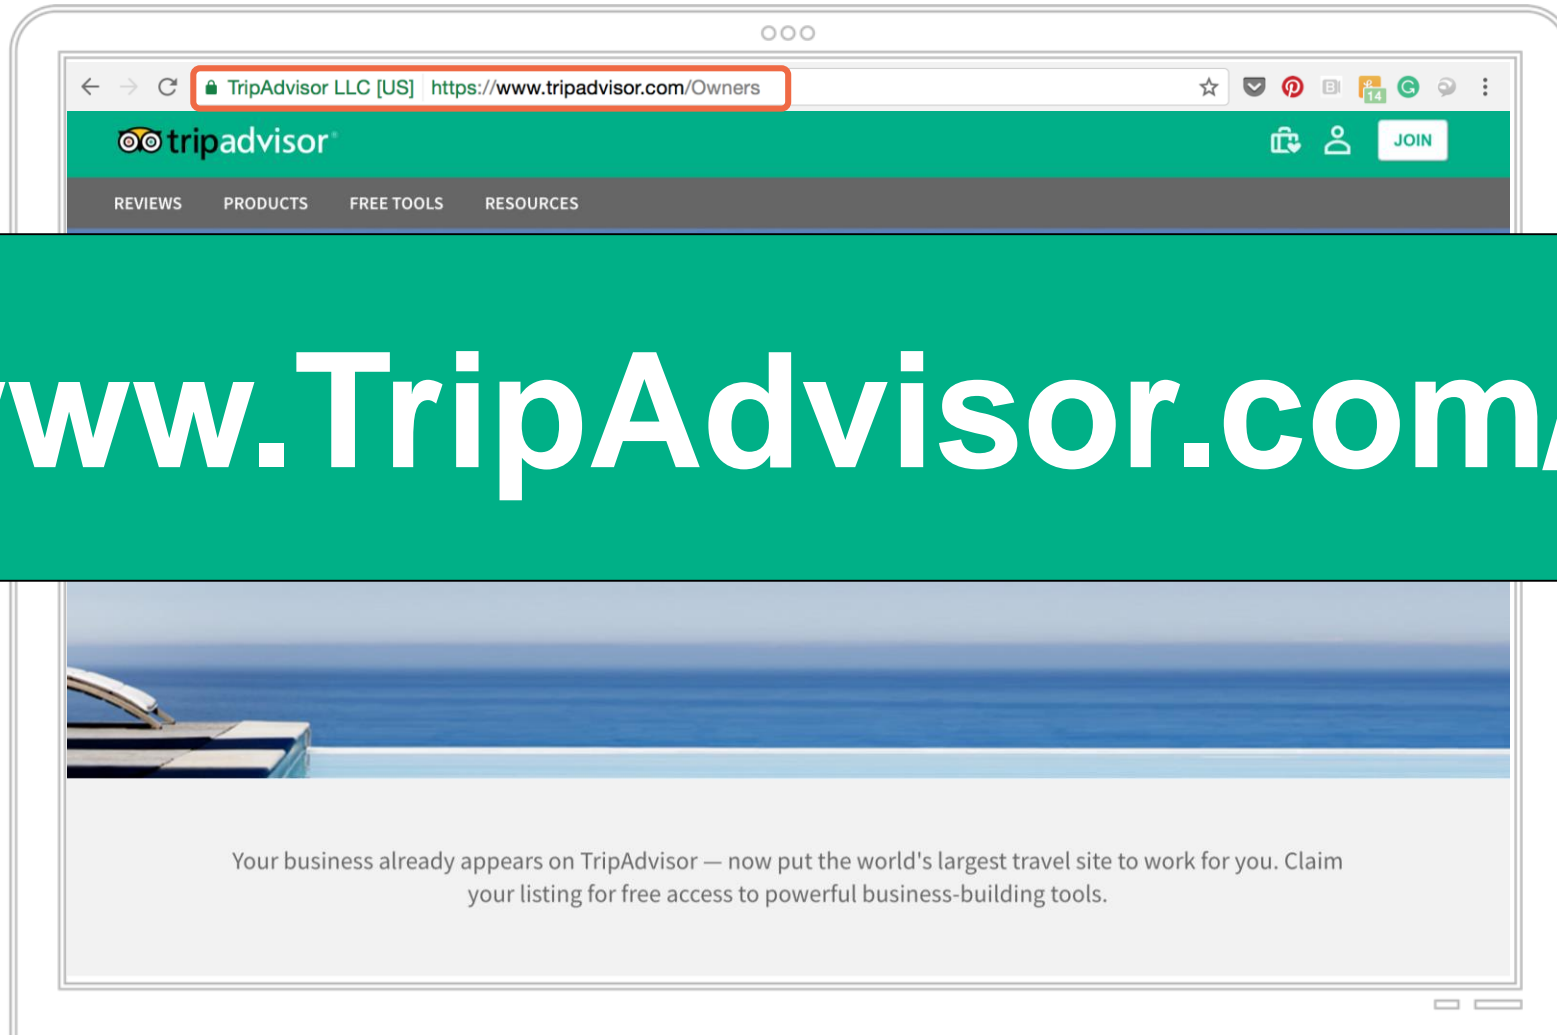 TripAdvisor LLC [US] https://www.tripadvisor.com/Owners
14
tripadvisor
JOIN
REVIEWS PRODUCTS FREE TOOLS RESOURCES
ww.TripAdvisor.com/
Your business already appears on TripAdvisor — now put the world's largest travel site to work for you. Claim
your listing for free access to powerful business-building tools.